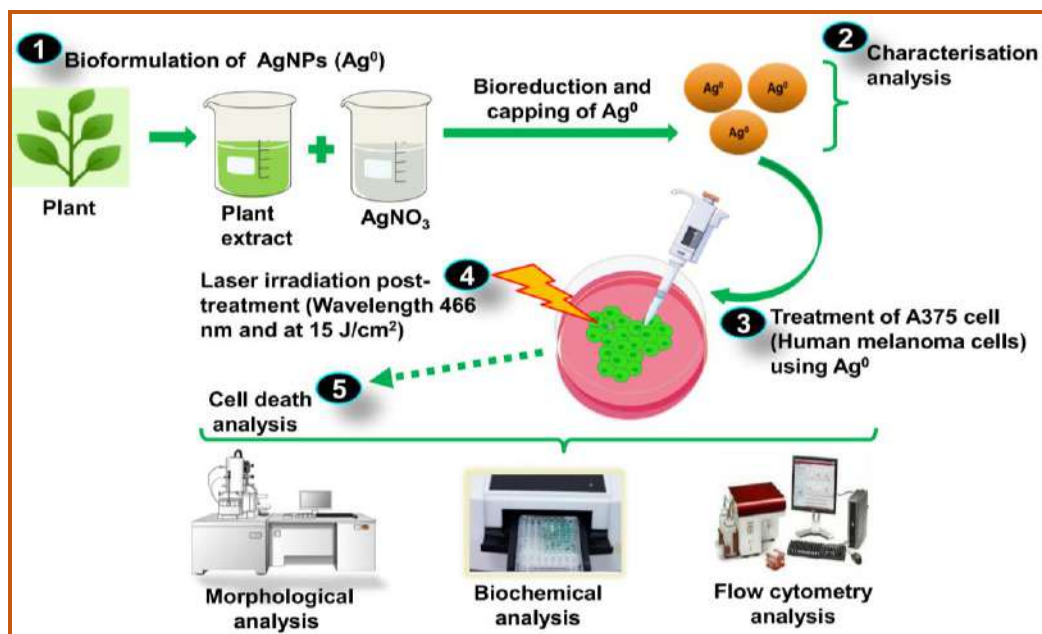 1 Bioformulation of AgNPs (Ag⁰)
Plant
Plant
extract
AgNO₃
Bioreduction and
capping of Ag⁰
Ag⁰
Ag⁰
Ag⁰
2 Characterisation
analysis
3 Treatment of A375 cell
(Human melanoma cells)
using Ag⁰
Laser irradiation post- 4
treatment (Wavelength 466
nm and at 15 J/cm²)
Cell death 5
analysis
Morphological
analysis
Biochemical
analysis
Flow cytometry
analysis